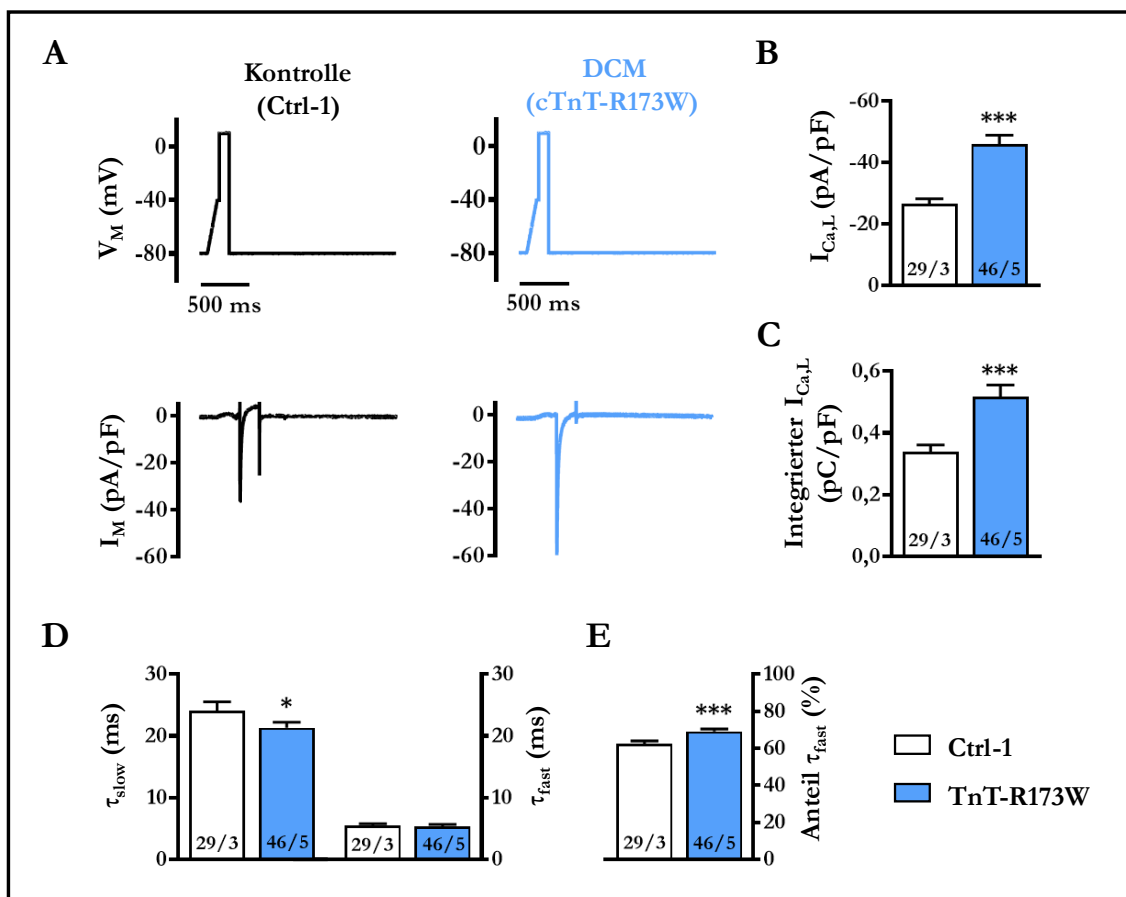 A
Kontrolle
(Ctrl-1)
DCM
(cTnT-R173W)
V_M (mV)
0
-40
-80
500 ms
0
-40
-80
500 ms
I_M (pA/pF)
0
-20
-40
-60
0
-20
-40
-60
B
I_Ca,L (pA/pF)
-60
-40
-20
0
***
29/3
46/5
C
Integrierter I_Ca,L
(pC/pF)
0,6
0,4
0,2
0,0
***
29/3
46/5
D
τ_slow (ms)
30
20
10
0
*
29/3
46/5
29/3
46/5
30
20
10
0
τ_fast (ms)
E
***
29/3
46/5
100
80
60
40
20
0
Anteil τ_fast (%)
Ctrl-1
TnT-R173W